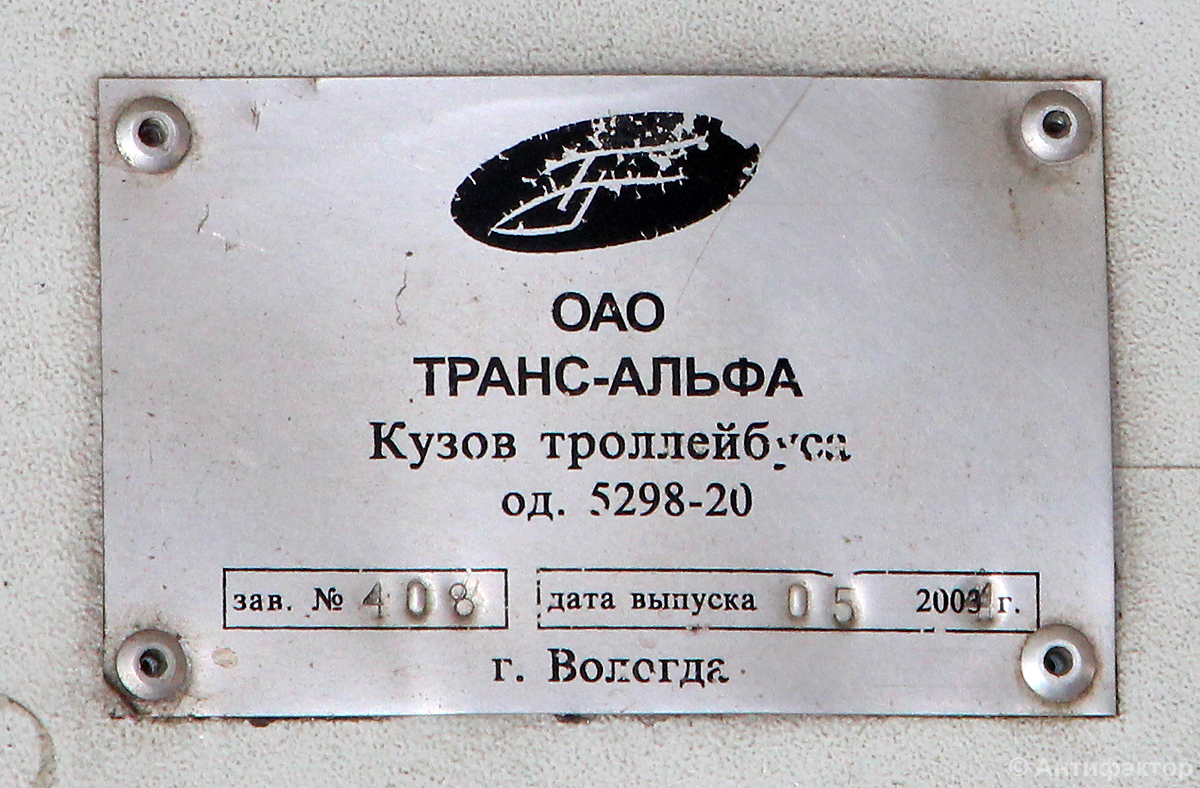 ОАО
ТРАНС-АЛЬФА
Кузов троллейбуса
од. 5298-20
зав. № 408 дата выпуска 05 2004 г.
г. Вологда
© Антифактор